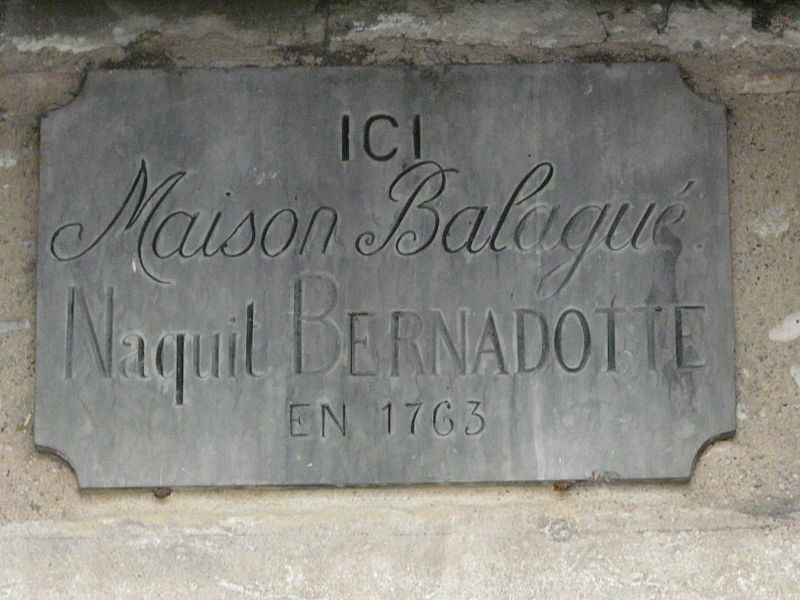 ICI
Maison Balagué
Naquit BERNADOTTE
EN 1763